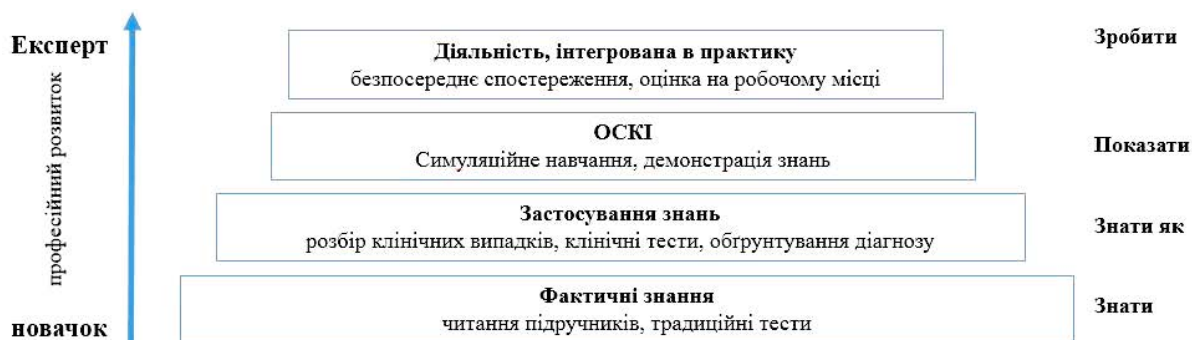 Експерт
професійний розвиток
новачок
Діяльність, інтегрована в практику
безпосереднє спостереження, оцінка на робочому місці
Зробити
ОСКІ
Симуляційне навчання, демонстрація знань
Показати
Застосування знань
розбір клінічних випадків, клінічні тести, обґрунтування діагнозу
Знати як
Фактичні знання
читання підручників, традиційні тести
Знати